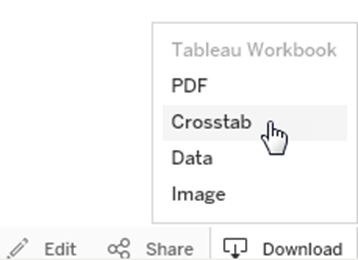 Tableau Workbook
PDF
Crosstab
Data
Image
Edit Share Download